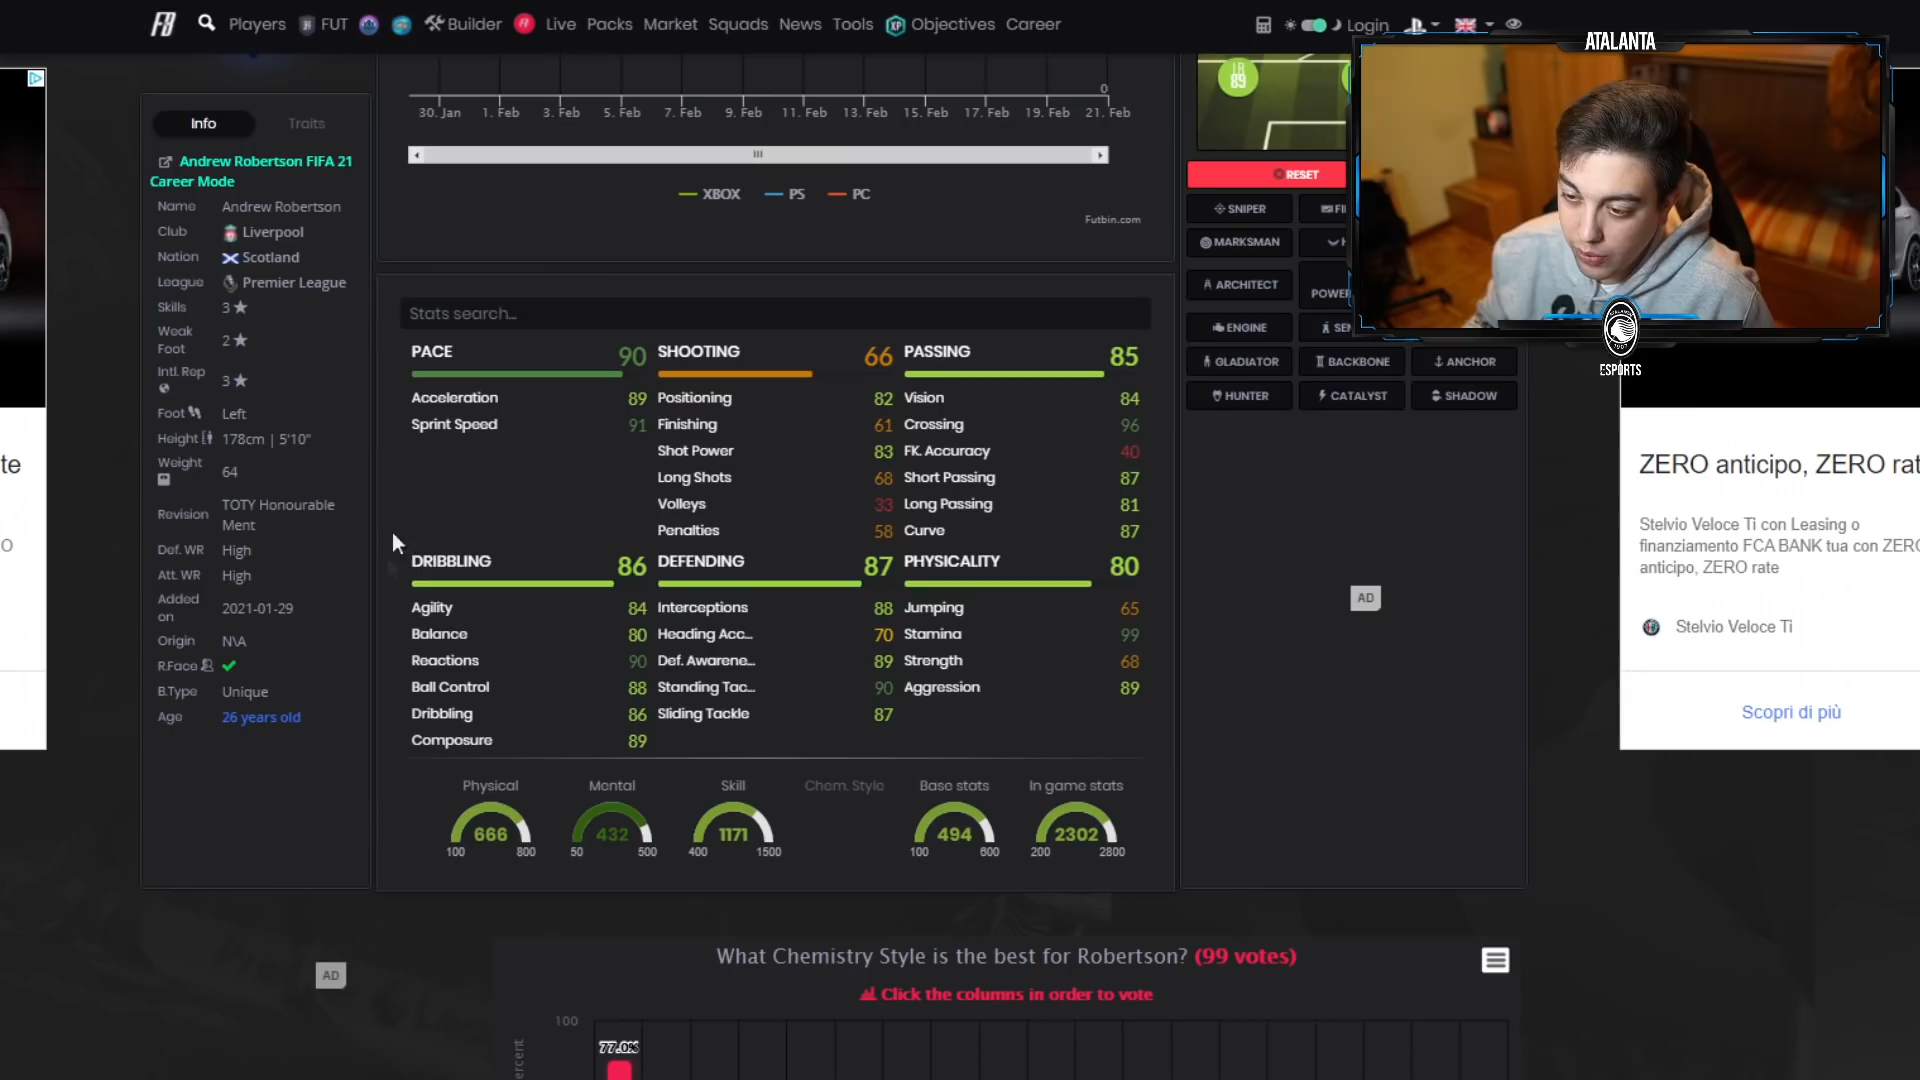 Players FUT Builder Live Packs Market Squads News Tools XP Objectives Career Login
ATALANTA
Info Traits
Andrew Robertson FIFA 21
Career Mode
Name Andrew Robertson
Club Liverpool
Nation Scotland
League Premier League
Skills 3
Weak
Foot 2
Intl. Rep 3
Foot Left
Height 178cm | 5'10"
Weight 64
Revision TOTY Honourable
Ment
Def. WR High
Att. WR High
Added
on 2021-01-29
Origin N\A
R.Face
B.Type Unique
Age 26 years old
0
30. Jan 1. Feb 3. Feb 5. Feb 7. Feb 9. Feb 11. Feb 13. Feb 15. Feb 17. Feb 19. Feb 21. Feb
XBOX PS PC
Futbin.com
Stats search...
PACE 90
Acceleration 89
Sprint Speed 91
SHOOTING 66
Positioning 82
Finishing 61
Shot Power 83
Long Shots 68
Volleys 33
Penalties 58
PASSING 85
Vision 84
Crossing 96
FK. Accuracy 40
Short Passing 87
Long Passing 81
Curve 87
DRIBBLING 86
Agility 84
Balance 80
Reactions 90
Ball Control 88
Dribbling 86
Composure 89
DEFENDING 87
Interceptions 88
Heading Acc... 70
Def. Awarene... 89
Standing Tac... 90
Sliding Tackle 87
PHYSICALITY 80
Jumping 65
Stamina 99
Strength 68
Aggression 89
Physical Mental Skill Chem. Style Base stats In game stats
666 432 1171 494 2302
100 800 50 500 400 1500 100 600 200 2800
What Chemistry Style is the best for Robertson? (99 votes)
Click the columns in order to vote
100
77.0%
LB
89
RESET
SNIPER
MARKSMAN
ARCHITECT POWER
ENGINE
GLADIATOR BACKBONE ANCHOR
HUNTER CATALYST SHADOW
ESPORTS
AD
AD
te
O
ZERO anticipo, ZERO rat
Stelvio Veloce Ti con Leasing o
finanziamento FCA BANK tua con ZERO
anticipo, ZERO rate
Stelvio Veloce Ti
Scopri di più